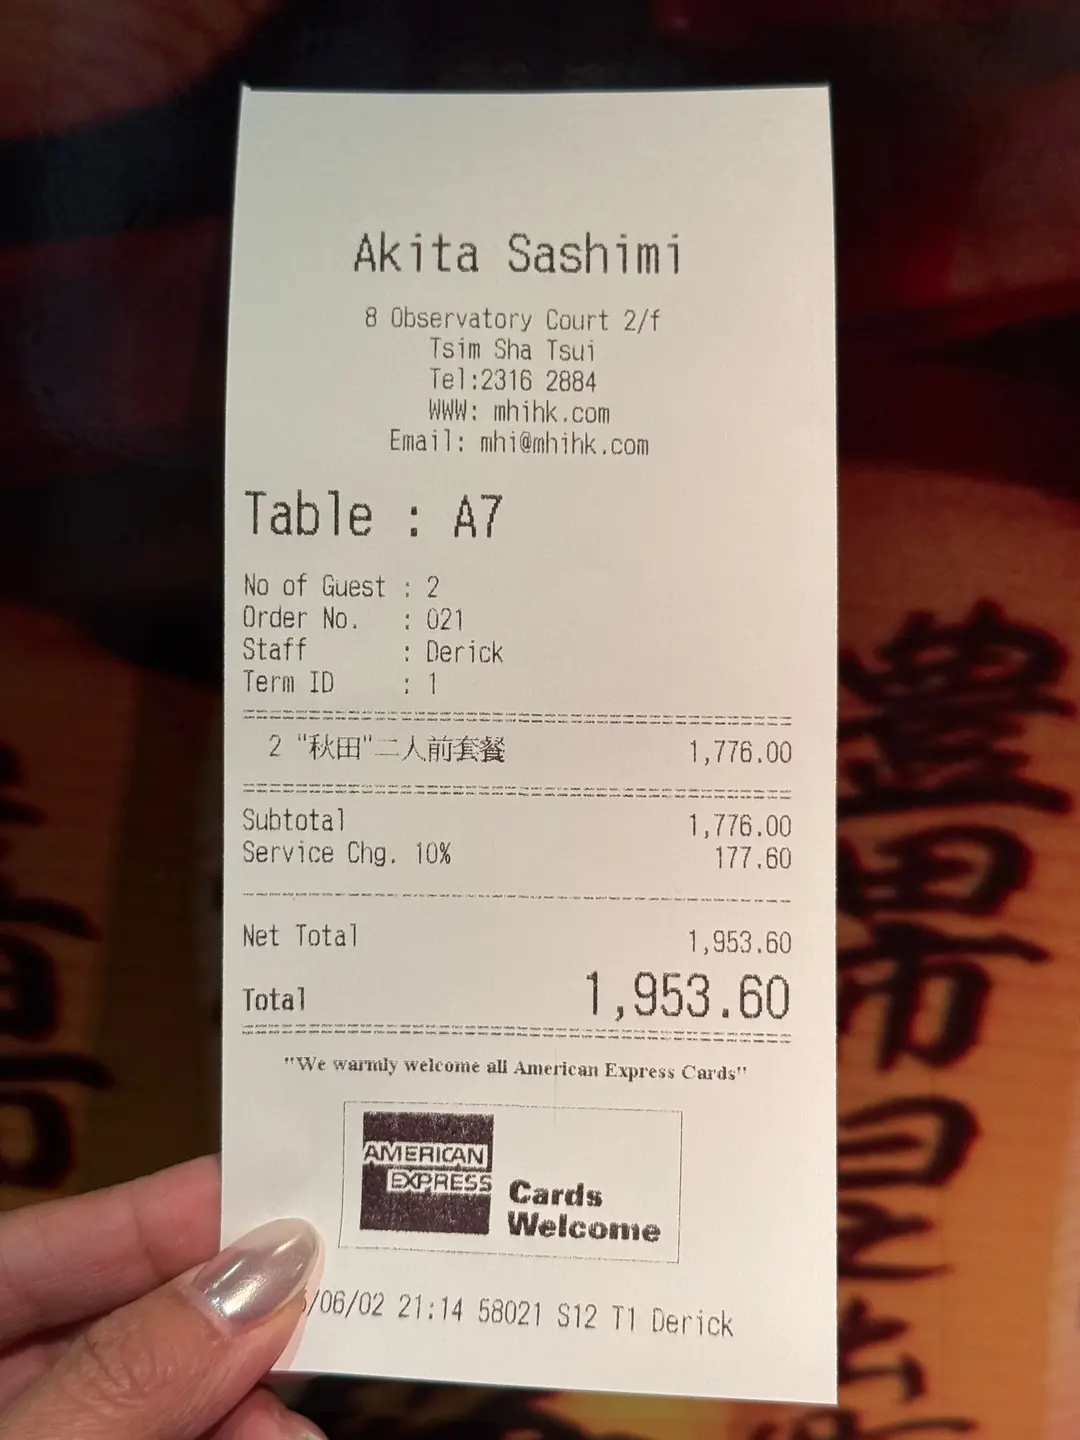 Akita Sashimi
8 Observatory Court 2/f
Tsim Sha Tsui
Tel:2316 2884
WWW: mhihk.com
Email: mhi@mhihk.com
Table : A7
No of Guest : 2
Order No. : 021
Staff : Derick
Term ID : 1
2 "秋田"二人前套餐 1,776.00
Subtotal 1,776.00
Service Chg. 10% 177.60
Net Total 1,953.60
Total 1,953.60
"We warmly welcome all American Express Cards"
AMERICAN
EXPRESS
Cards
Welcome
/06/02 21:14 58021 S12 T1 Derick